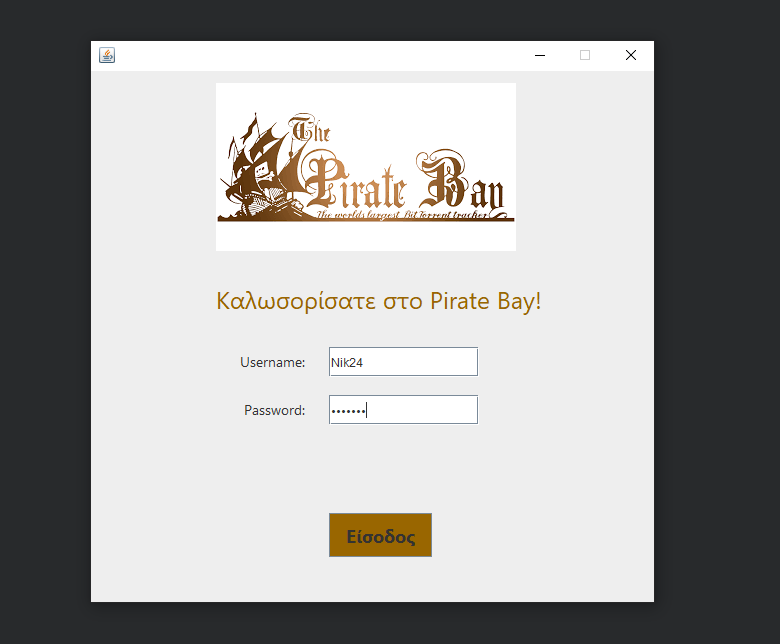 The
Pirate Bay
The worlds largest BitTorrent tracker
Καλωσορίσατε στο Pirate Bay!
Username: Nik24
Password: •••••••
Είσοδος